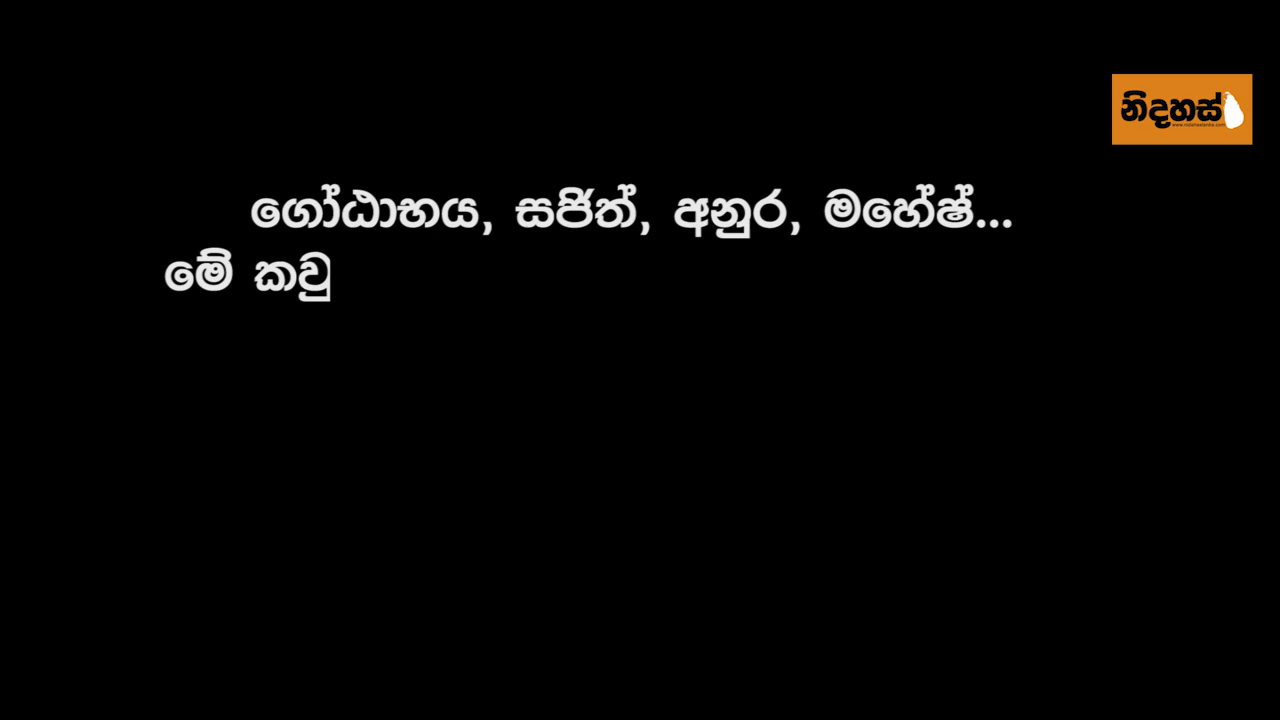 නිදහස්
ගෝඨාභය, සජිත්, අනුර, මහේෂ්...
මේ කවු